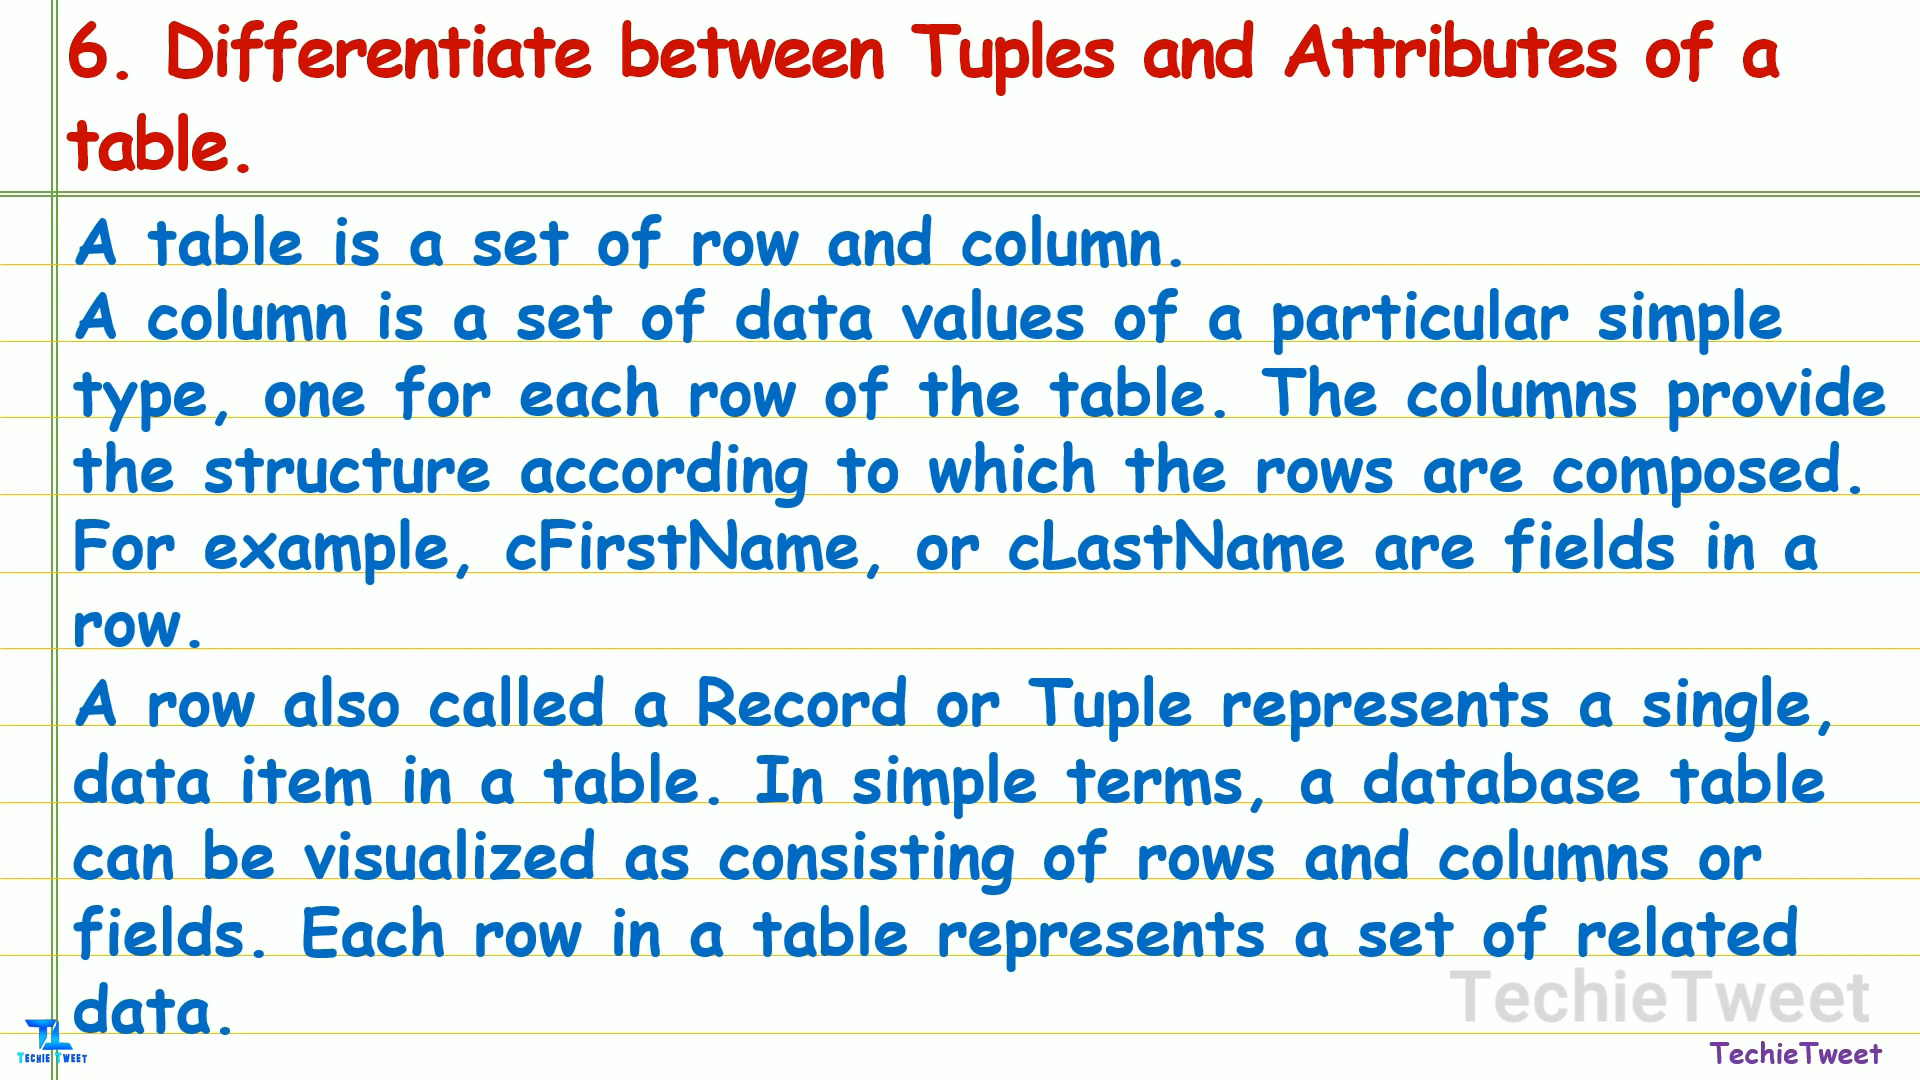 6. Differentiate between Tuples and Attributes of a
table.
A table is a set of row and column.
A column is a set of data values of a particular simple
type, one for each row of the table. The columns provide
the structure according to which the rows are composed.
For example, cFirstName, or cLastName are fields in a
row.
A row also called a Record or Tuple represents a single,
data item in a table. In simple terms, a database table
can be visualized as consisting of rows and columns or
fields. Each row in a table represents a set of related
data.
TechieTweet
TL
TECHIE TWEET
TechieTweet